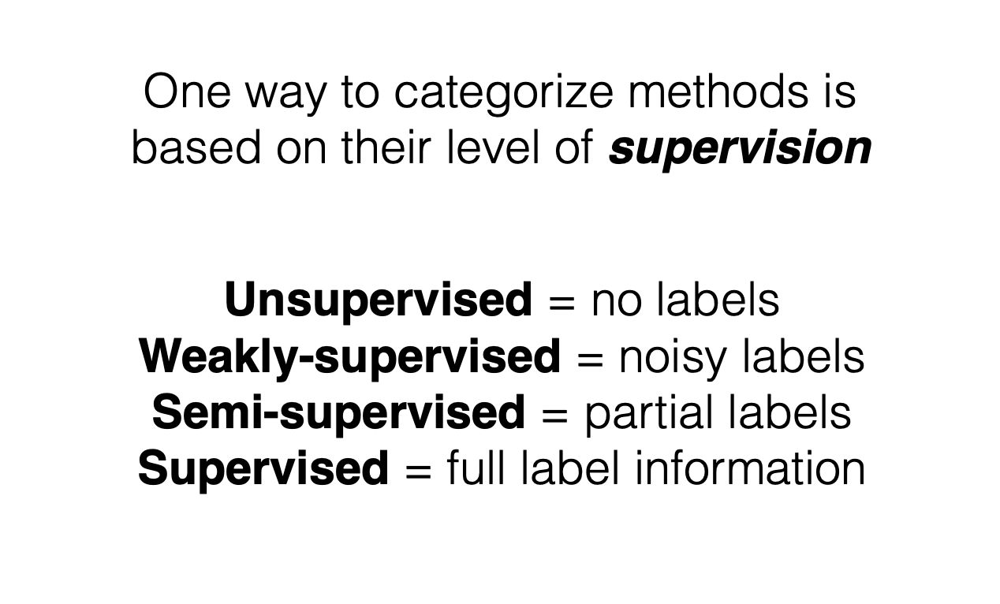 One way to categorize methods is
based on their level of supervision
Unsupervised = no labels
Weakly-supervised = noisy labels
Semi-supervised = partial labels
Supervised = full label information